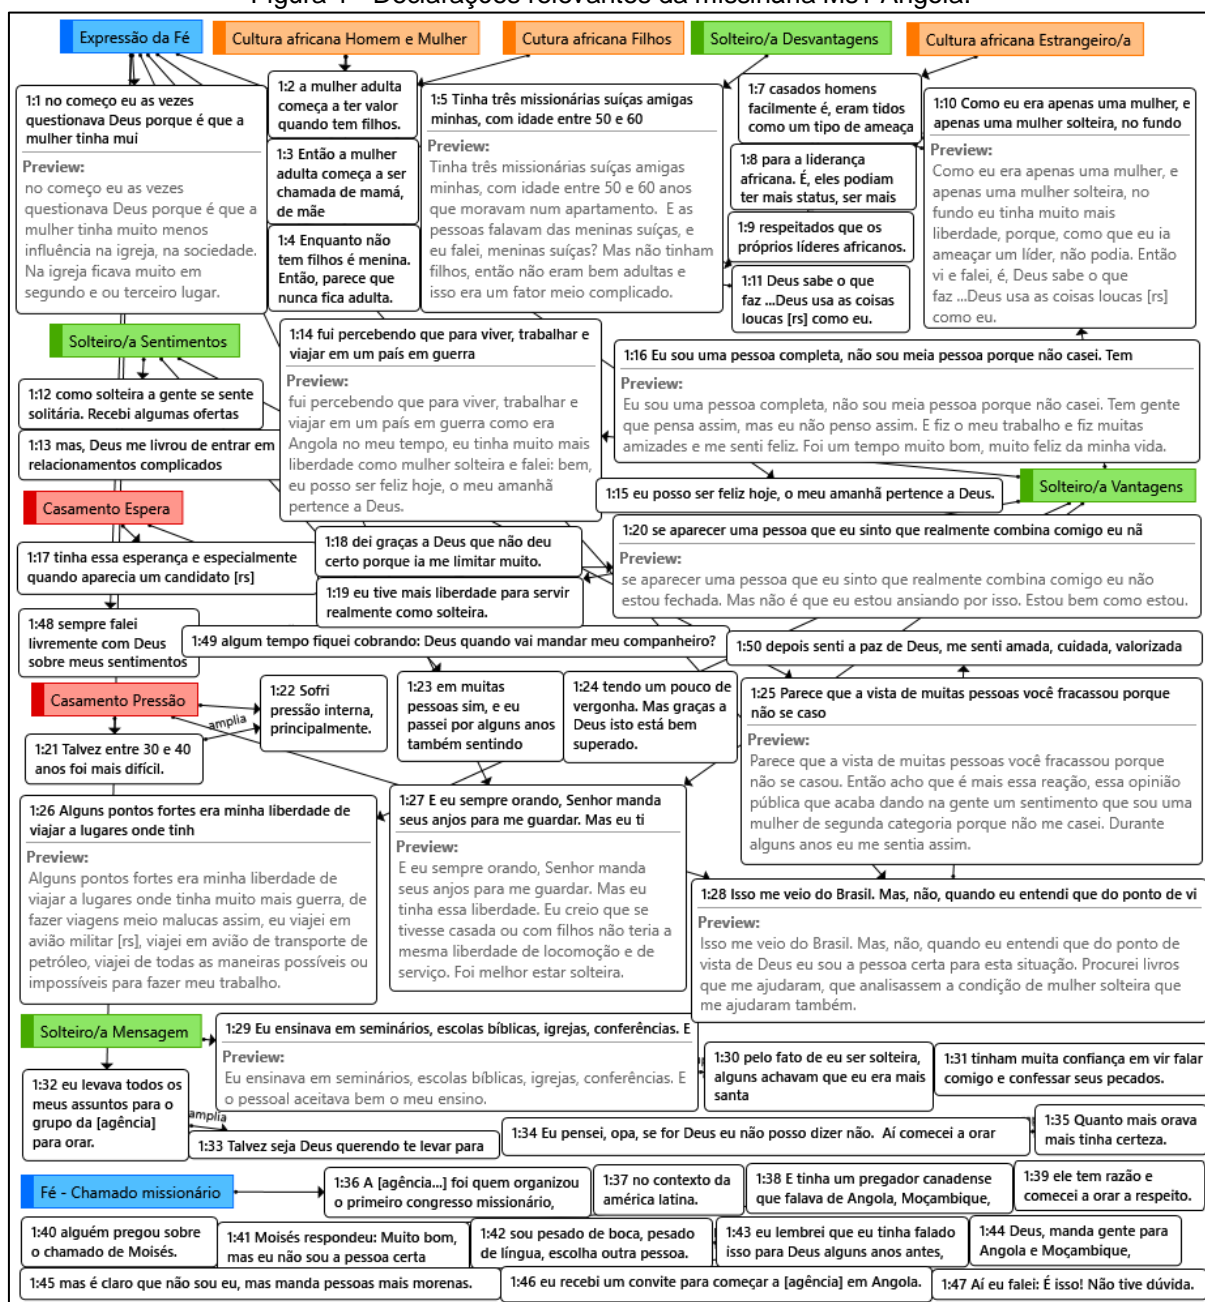 Figura 4 – Declarações relevantes da missinária Ms1 Angola.
Expressão da Fé
Cultura africana Homem e Mulher
Cutura africana Filhos
Solteiro/a Desvantagens
Cultura africana Estrangeiro/a
1:1 no começo eu as vezes
questionava Deus porque é que a
mulher tinha mui
Preview:
no começo eu as vezes
questionava Deus porque é que a
mulher tinha muito menos
influência na igreja, na sociedade.
Na igreja ficava muito em
segundo e ou terceiro lugar.
1:2 a mulher adulta
começa a ter valor
quando tem filhos.
1:3 Então a mulher
adulta começa a ser
chamada de mamá,
de mãe
1:4 Enquanto não
tem filhos é menina.
Então, parece que
nunca fica adulta.
1:5 Tinha três missionárias suíças amigas
minhas, com idade entre 50 e 60
Preview:
Tinha três missionárias suíças amigas
minhas, com idade entre 50 e 60 anos
que moravam num apartamento. E as
pessoas falavam das meninas suíças, e
eu falei, meninas suíças? Mas não tinham
filhos, então não eram bem adultas e
isso era um fator meio complicado.
1:7 casados homens
facilmente é, eram tidos
como um tipo de ameaça
1:8 para a liderança
africana. É, eles podiam
ter mais status, ser mais
1:9 respeitados que os
próprios líderes africanos.
1:11 Deus sabe o que
faz ...Deus usa as coisas
loucas [rs] como eu.
1:10 Como eu era apenas uma mulher, e
apenas uma mulher solteira, no fundo
Preview:
Como eu era apenas uma mulher, e
apenas uma mulher solteira, no
fundo eu tinha muito mais
liberdade, porque, como que eu ia
ameaçar um líder, não podia. Então
vi e falei, é, Deus sabe o que
faz ...Deus usa as coisas loucas [rs]
como eu.
Solteiro/a Sentimentos
1:12 como solteira a gente se sente
solitária. Recebi algumas ofertas
1:13 mas, Deus me livrou de entrar em
relacionamentos complicados
1:14 fui percebendo que para viver, trabalhar e
viajar em um país em guerra
Preview:
fui percebendo que para viver, trabalhar e
viajar em um país em guerra como era
Angola no meu tempo, eu tinha muito mais
liberdade como mulher solteira e falei: bem,
eu posso ser feliz hoje, o meu amanhã
pertence a Deus.
1:16 Eu sou uma pessoa completa, não sou meia pessoa porque não casei. Tem
Preview:
Eu sou uma pessoa completa, não sou meia pessoa porque não casei. Tem gente
que pensa assim, mas eu não penso assim. E fiz o meu trabalho e fiz muitas
amizades e me senti feliz. Foi um tempo muito bom, muito feliz da minha vida.
1:15 eu posso ser feliz hoje, o meu amanhã pertence a Deus.
Solteiro/a Vantagens
Casamento Espera
1:17 tinha essa esperança e especialmente
quando aparecia um candidato [rs]
1:18 dei graças a Deus que não deu
certo porque ia me limitar muito.
1:19 eu tive mais liberdade para servir
realmente como solteira.
1:20 se aparecer uma pessoa que eu sinto que realmente combina comigo eu nã
Preview:
se aparecer uma pessoa que eu sinto que realmente combina comigo eu não
estou fechada. Mas não é que eu estou ansiando por isso. Estou bem como estou.
1:48 sempre falei
livremente com Deus
sobre meus sentimentos
1:49 algum tempo fiquei cobrando: Deus quando vai mandar meu companheiro?
1:50 depois senti a paz de Deus, me senti amada, cuidada, valorizada
Casamento Pressão
amplia
1:22 Sofri
pressão interna,
principalmente.
1:21 Talvez entre 30 e 40
anos foi mais difícil.
1:23 em muitas
pessoas sim, e eu
passei por alguns anos
também sentindo
1:24 tendo um pouco de
vergonha. Mas graças a
Deus isto está bem
superado.
1:25 Parece que a vista de muitas pessoas você fracassou porque
não se caso
Preview:
Parece que a vista de muitas pessoas você fracassou porque
não se casou. Então acho que é mais essa reação, essa opinião
pública que acaba dando na gente um sentimento que sou uma
mulher de segunda categoria porque não me casei. Durante
alguns anos eu me sentia assim.
1:26 Alguns pontos fortes era minha liberdade de
viajar a lugares onde tinh
Preview:
Alguns pontos fortes era minha liberdade de
viajar a lugares onde tinha muito mais guerra, de
fazer viagens meio malucas assim, eu viajei em
avião militar [rs], viajei em avião de transporte de
petróleo, viajei de todas as maneiras possíveis ou
impossíveis para fazer meu trabalho.
1:27 E eu sempre orando, Senhor manda
seus anjos para me guardar. Mas eu ti
Preview:
E eu sempre orando, Senhor manda
seus anjos para me guardar. Mas eu
tinha essa liberdade. Eu creio que se
tivesse casada ou com filhos não teria a
mesma liberdade de locomoção e de
serviço. Foi melhor estar solteira.
1:28 Isso me veio do Brasil. Mas, não, quando eu entendi que do ponto de vi
Preview:
Isso me veio do Brasil. Mas, não, quando eu entendi que do ponto de
vista de Deus eu sou a pessoa certa para esta situação. Procurei livros
que me ajudaram, que analisassem a condição de mulher solteira que
me ajudaram também.
Solteiro/a Mensagem
1:29 Eu ensinava em seminários, escolas bíblicas, igrejas, conferências. E
Preview:
Eu ensinava em seminários, escolas bíblicas, igrejas, conferências. E
o pessoal aceitava bem o meu ensino.
1:30 pelo fato de eu ser solteira,
alguns achavam que eu era mais
santa
1:31 tinham muita confiança em vir falar
comigo e confessar seus pecados.
1:32 eu levava todos os
meus assuntos para o
grupo da [agência]
para orar.
amplia
1:33 Talvez seja Deus querendo te levar para
1:34 Eu pensei, opa, se for Deus eu não posso dizer não. Aí comecei a orar
1:35 Quanto mais orava
mais tinha certeza.
Fé - Chamado missionário
1:36 A [agência...] foi quem organizou
o primeiro congresso missionário,
1:37 no contexto da
américa latina.
1:38 E tinha um pregador canadense
que falava de Angola, Moçambique,
1:39 ele tem razão e
comecei a orar a respeito.
1:40 alguém pregou sobre
o chamado de Moisés.
1:41 Moisés respondeu: Muito bom,
mas eu não sou a pessoa certa
1:42 sou pesado de boca, pesado
de língua, escolha outra pessoa.
1:43 eu lembrei que eu tinha falado
isso para Deus alguns anos antes,
1:44 Deus, manda gente para
Angola e Moçambique,
1:45 mas é claro que não sou eu, mas manda pessoas mais morenas.
1:46 eu recebi um convite para começar a [agência] em Angola.
1:47 Aí eu falei: É isso! Não tive dúvida.